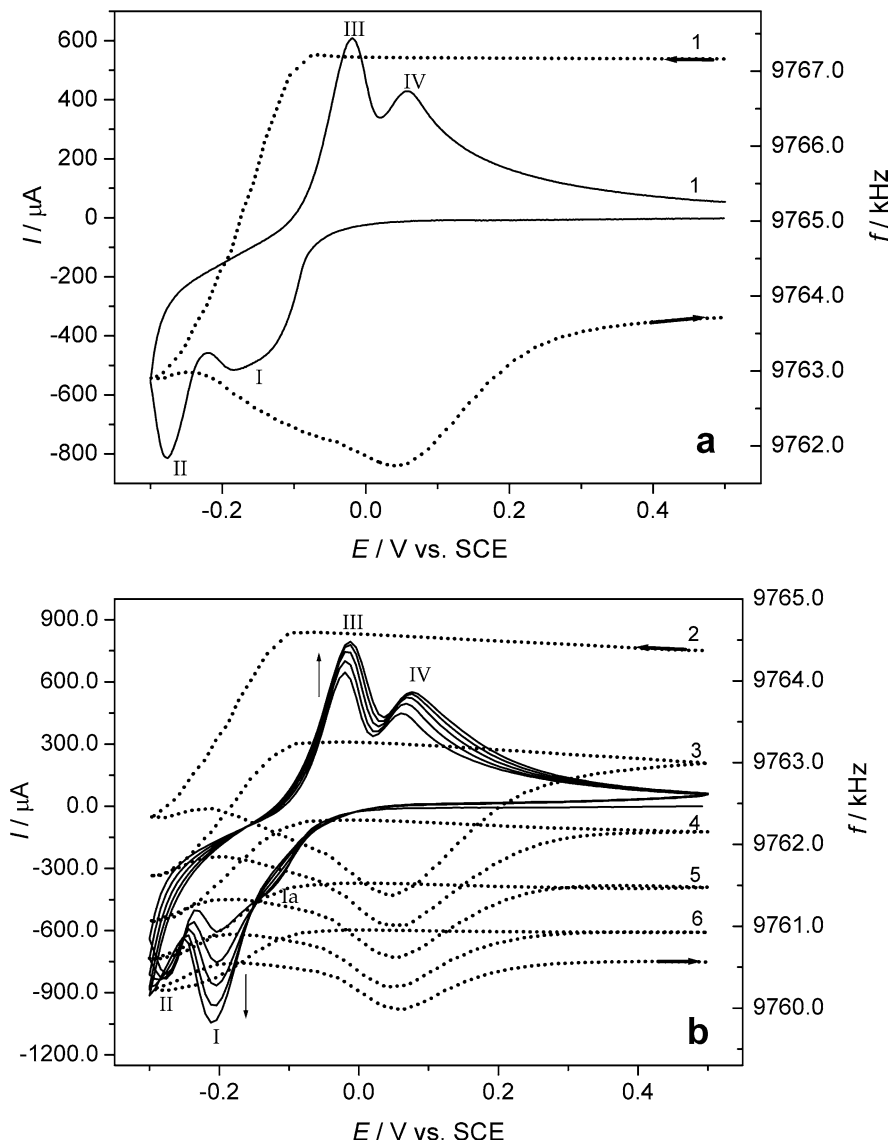 III
600
1
9767.0
IV
400
9766.0
200
1
0
9765.0
I / μA
f / kHz
-200
9764.0
-400
I
9763.0
-600
II
a
9762.0
-800
-0.2 0.0 0.2 0.4
E / V vs. SCE
9765.0
900.0
III
2
IV
9764.0
600.0
300.0
3
9763.0
I / μA
0.0
f / kHz
4
9762.0
-300.0
Ia
5
-600.0
6
9761.0
-900.0
II
I
9760.0
b
-1200.0
-0.2 0.0 0.2 0.4
E / V vs. SCE